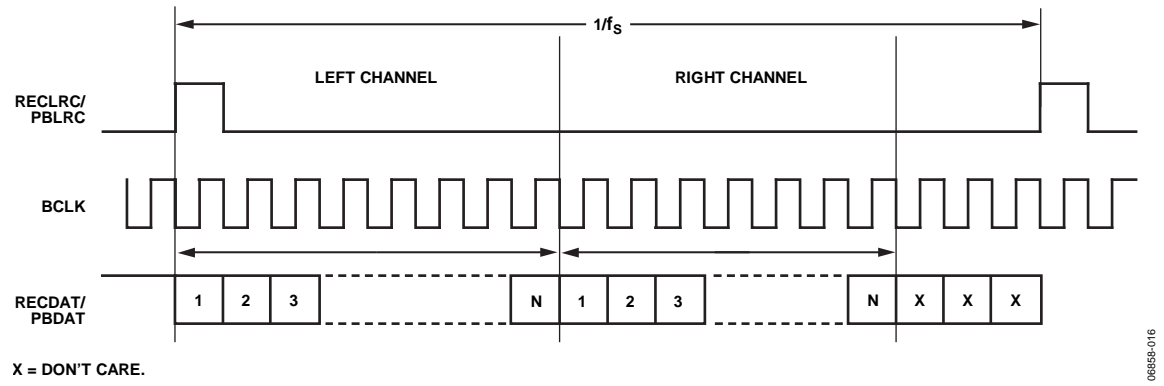 1/fS
LEFT CHANNEL
RIGHT CHANNEL
RECLRC/
PBLRC
BCLK
RECDAT/
PBDAT
1 2 3 N 1 2 3 N X X X
X = DON'T CARE.
06858-016